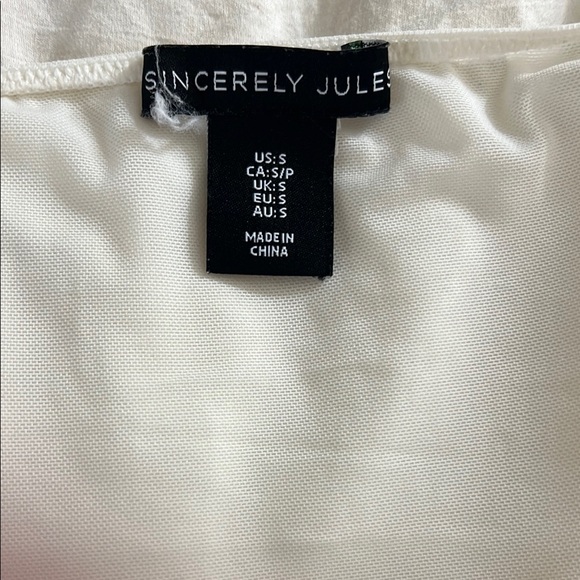 SINCERELY JULES
US:S
CA:S/P
UK:S
EU:S
AU:S
MADE IN
CHINA